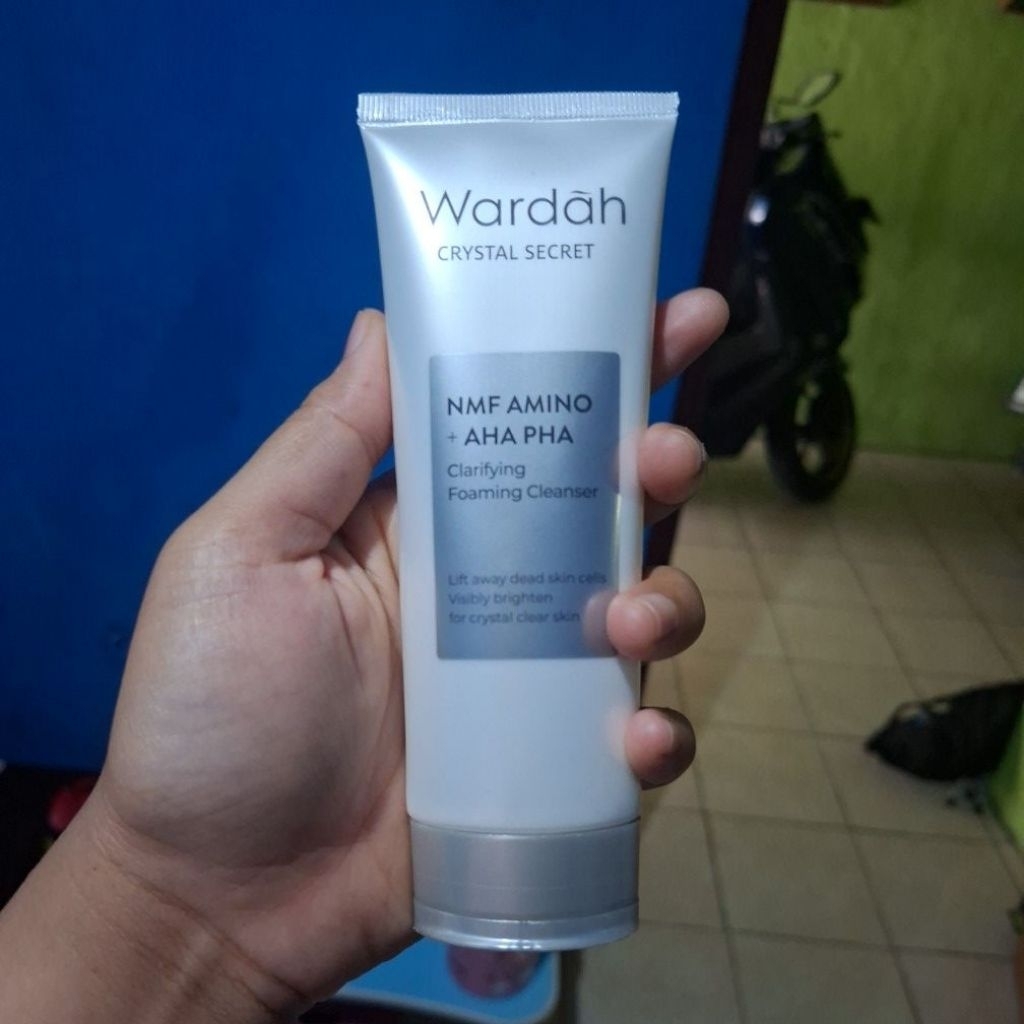 Wardãh
CRYSTAL SECRET
NMF AMINO
+ AHA PHA
Clarifying
Foaming Cleanser
Lift away dead skin cells
Visibly brighten
for crystal clear skin